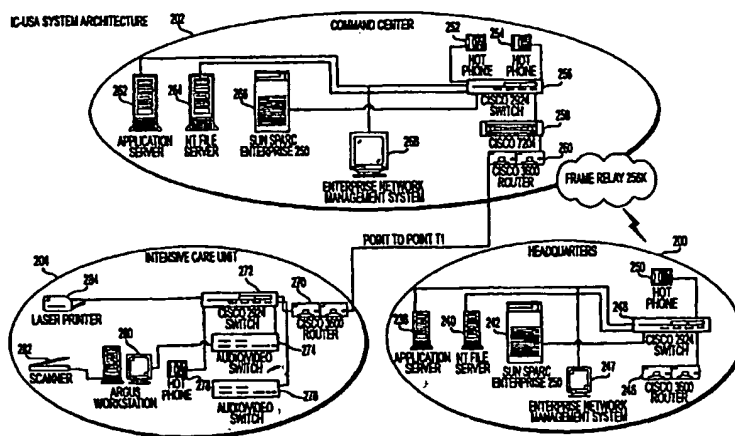 IC-USA SYSTEM ARCHITECTURE
202
COMMAND CENTER
252
HOT PHONE
254
HOT PHONE
262
APPLICATION SERVER
264
NT FILE SERVER
266
SUN SPARC ENTERPRISE 250
256
CISCO 2924 SWITCH
258
CISCO 7204
260
CISCO 3600 ROUTER
268
ENTERPRISE NETWORK MANAGEMENT SYSTEM
FRAME RELAY 256K
POINT TO POINT T1
204
INTENSIVE CARE UNIT
284
LASER PRINTER
272
CISCO 2924 SWITCH
270
CISCO 3600 ROUTER
282
SCANNER
280
ARGUS WORKSTATION
HOT PHONE
278
274
AUDIO/VIDEO SWITCH
AUDIO/VIDEO SWITCH
200
HEADQUARTERS
250
HOT PHONE
238
APPLICATION SERVER
240
NT FILE SERVER
242
SUN SPARC ENTERPRISE 250
CISCO 2924 SWITCH
247
ENTERPRISE NETWORK MANAGEMENT SYSTEM
CISCO 3600 ROUTER